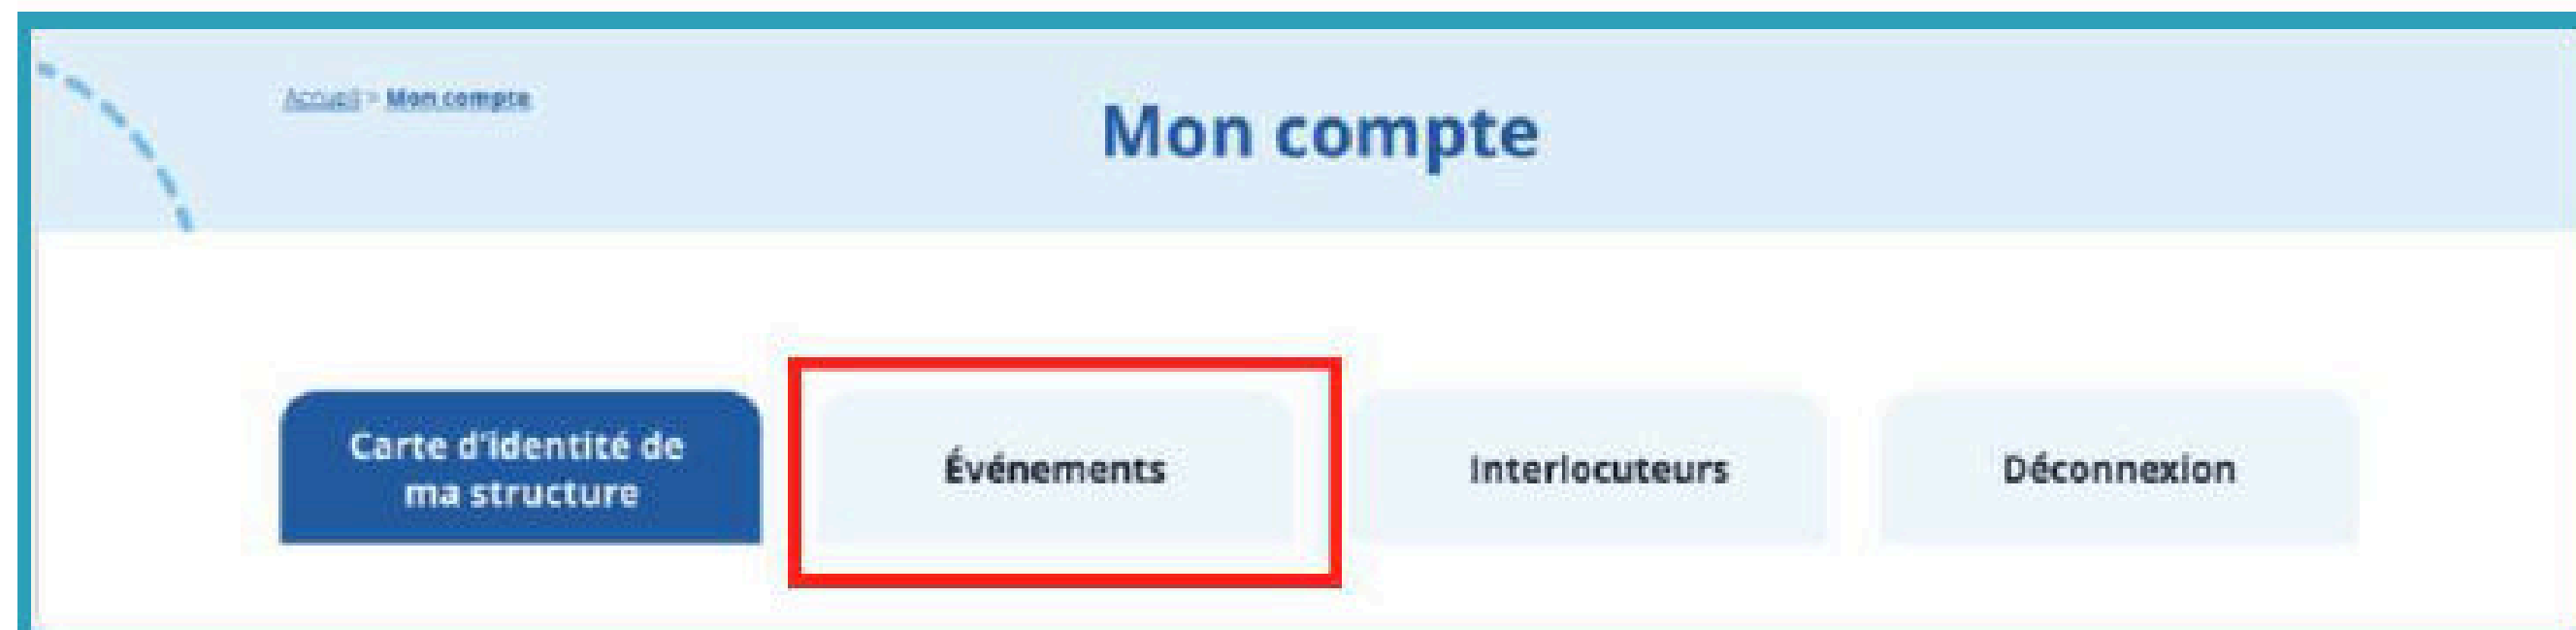 Accueil > Mon compte
Mon compte
Carte d'identité de
ma structure
Événements
Interlocuteurs
Déconnexion